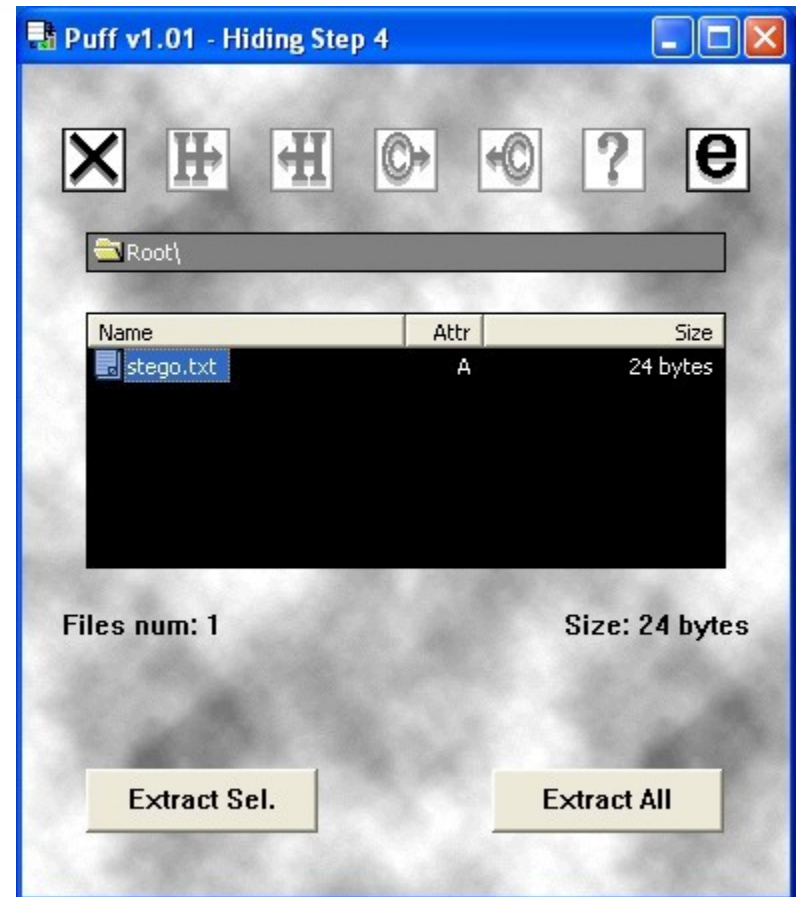 Puff v1.01 - Hiding Step 4
X H H C C ? e
Root\
Name Attr Size
stego.txt A 24 bytes
Files num: 1 Size: 24 bytes
Extract Sel. Extract All